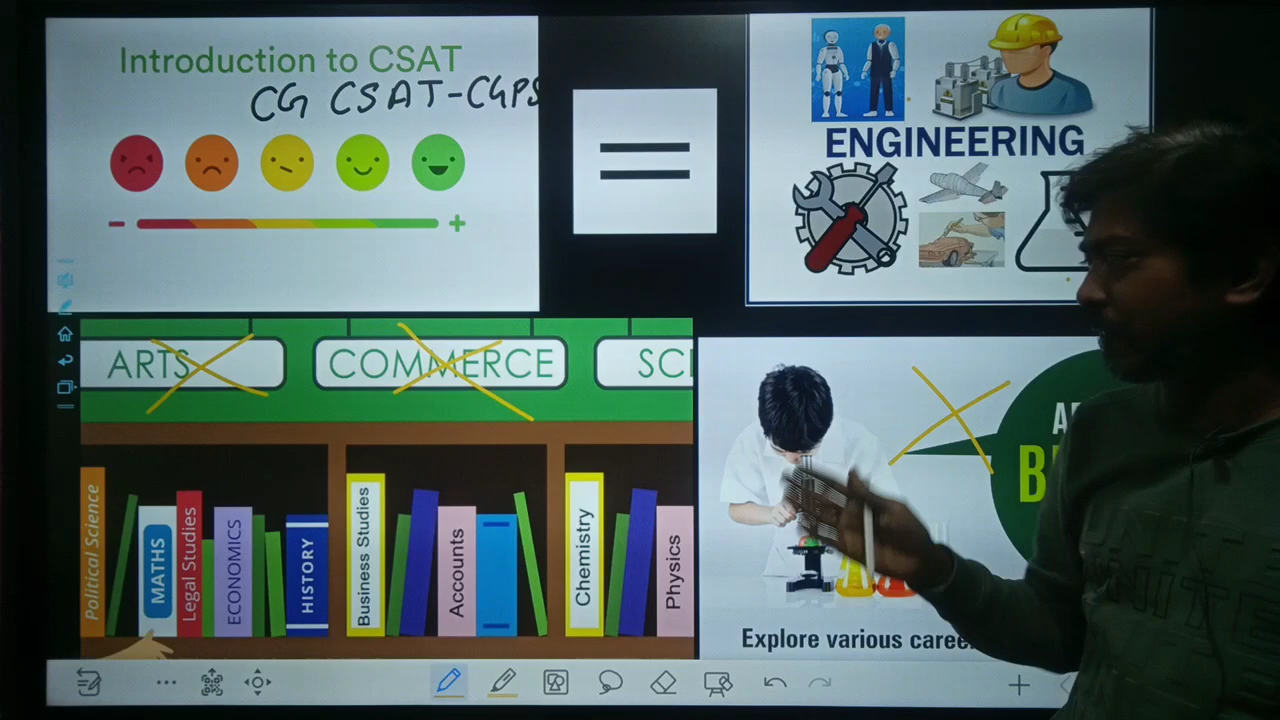 Introduction to CSAT
CG CSAT-CGPS
ENGINEERING
ARTS
COMMERCE
SCI
Political Science
MATHS
Legal Studies
ECONOMICS
HISTORY
Business Studies
Accounts
Chemistry
Physics
Explore various caree